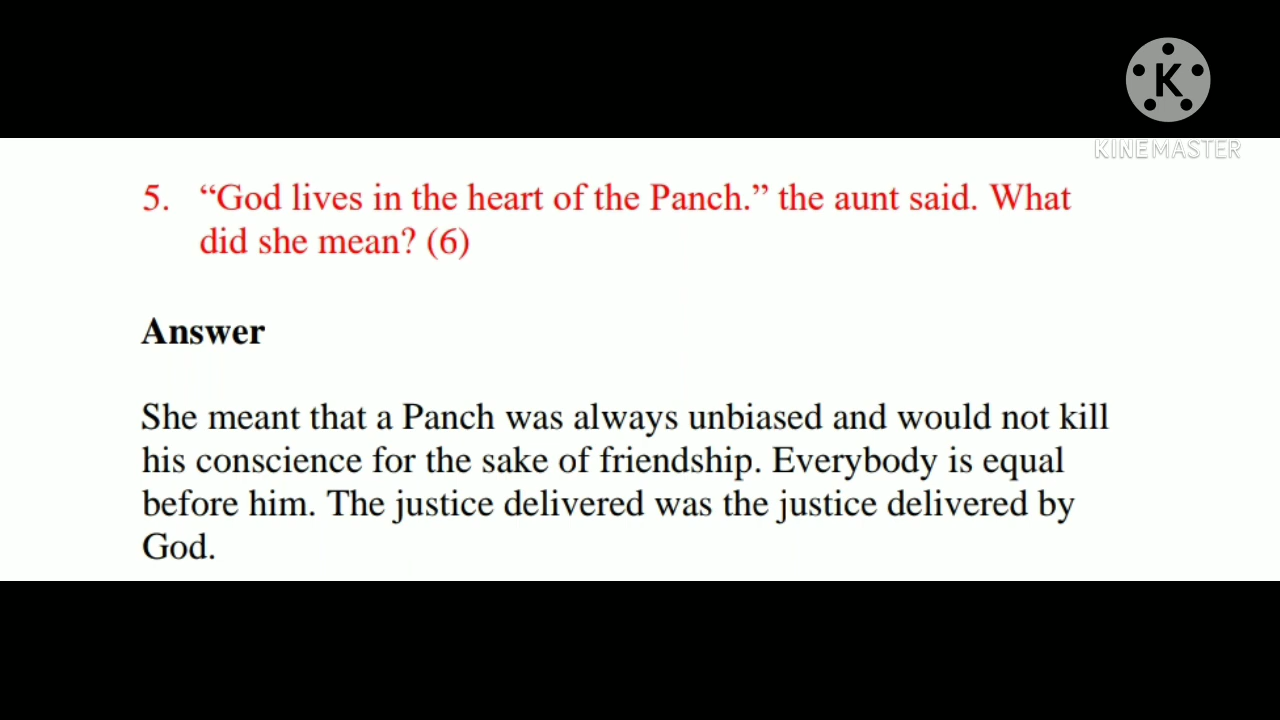 K
KINEMASTER
5. “God lives in the heart of the Panch.” the aunt said. What
did she mean? (6)
Answer
She meant that a Panch was always unbiased and would not kill
his conscience for the sake of friendship. Everybody is equal
before him. The justice delivered was the justice delivered by
God.